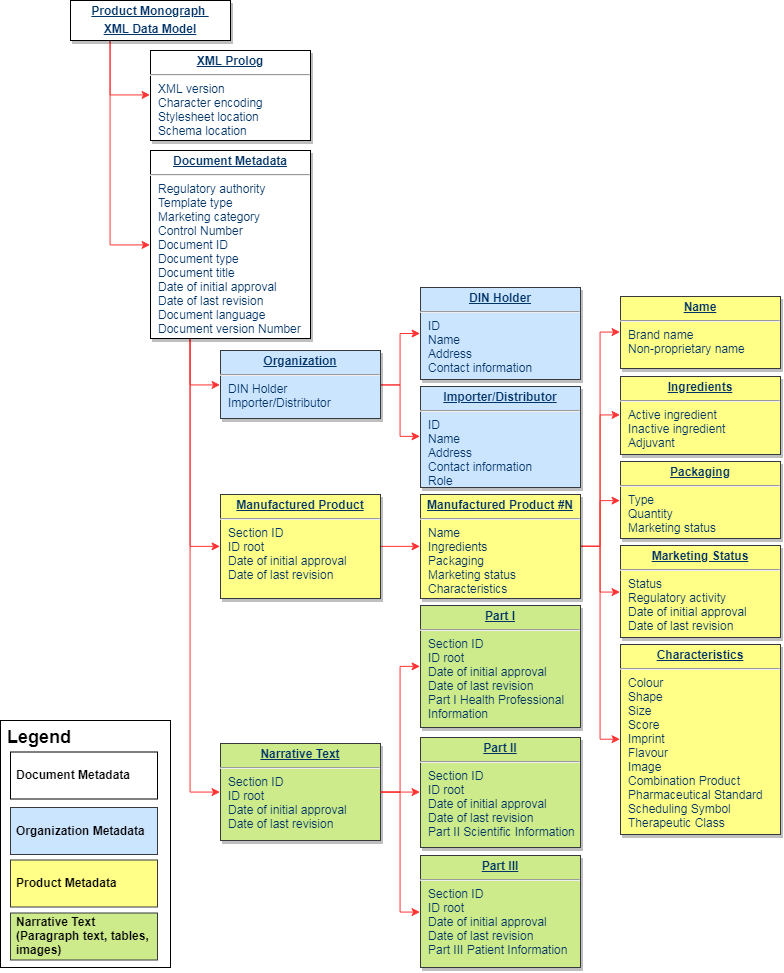 Product Monograph
XML Data Model
XML Prolog
XML version
Character encoding
Stylesheet location
Schema location
Document Metadata
Regulatory authority
Template type
Marketing category
Control Number
Document ID
Document type
Document title
Date of initial approval
Date of last revision
Document language
Document version Number
Organization
DIN Holder
Importer/Distributor
DIN Holder
ID
Name
Address
Contact information
Importer/Distributor
ID
Name
Address
Contact information
Role
Manufactured Product
Section ID
ID root
Date of initial approval
Date of last revision
Manufactured Product #N
Name
Ingredients
Packaging
Marketing status
Characteristics
Name
Brand name
Non-proprietary name
Ingredients
Active ingredient
Inactive ingredient
Adjuvant
Packaging
Type
Quantity
Marketing status
Marketing Status
Status
Regulatory activity
Date of initial approval
Date of last revision
Characteristics
Colour
Shape
Size
Score
Imprint
Flavour
Image
Combination Product
Pharmaceutical Standard
Scheduling Symbol
Therapeutic Class
Narrative Text
Section ID
ID root
Date of initial approval
Date of last revision
Part I
Section ID
ID root
Date of initial approval
Date of last revision
Part I Health Professional
Information
Part II
Section ID
ID root
Date of initial approval
Date of last revision
Part II Scientific Information
Part III
Section ID
ID root
Date of initial approval
Date of last revision
Part III Patient Information
Legend
Document Metadata
Organization Metadata
Product Metadata
Narrative Text
(Paragraph text, tables,
images)